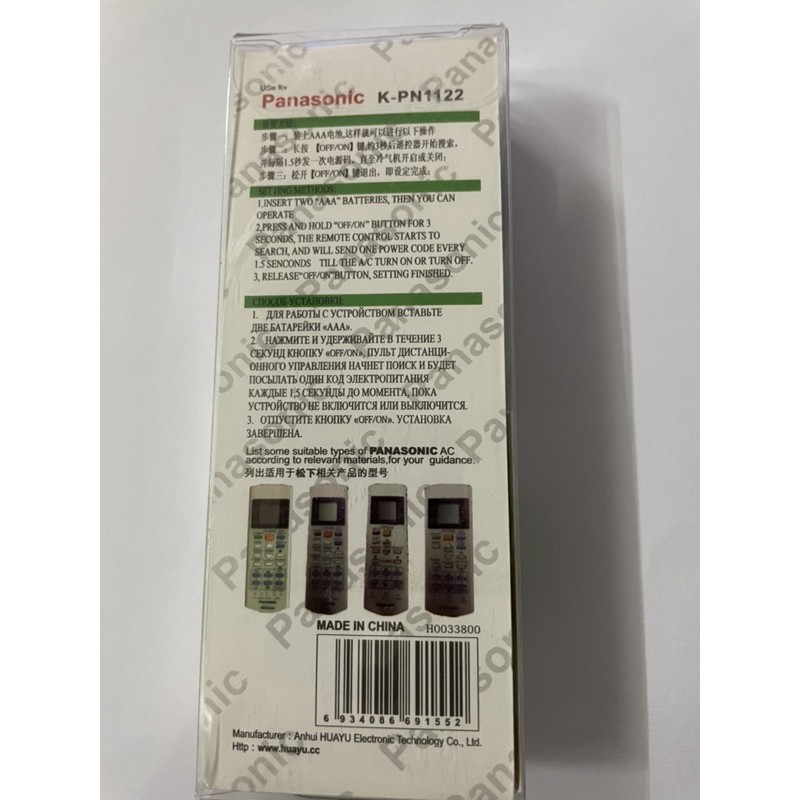 USe for
Panasonic K-PN1122
设置方法:
步骤一:装上AAA电池,这样就可以进行以下操作
步骤二:长按【OFF/ON】键,约3秒后遥控器开始搜索,
并每隔1.5秒发一次电源码,直至冷气机开启或关闭;
步骤三:松开【OFF/ON】键退出,即设定完成;
SETTING METHODS:
1,INSERT TWO "AAA" BATTERIES, THEN YOU CAN
OPERATE
2,PRESS AND HOLD "OFF/ON" BUTTON FOR 3
SECONDS, THE REMOTE CONTROL STARTS TO
SEARCH, AND WILL SEND ONE POWER CODE EVERY
1.5 SENCONDS TILL THE A/C TURN ON OR TURN OFF.
3, RELEASE"OFF/ON"BUTTON, SETTING FINISHED.
СПОСОБ УСТАНОВКИ:
1. ДЛЯ РАБОТЫ С УСТРОЙСТВОМ ВСТАВЬТЕ
ДВЕ БАТАРЕЙКИ «AAA».
2. НАЖМИТЕ И УДЕРЖИВАЙТЕ В ТЕЧЕНИЕ 3
СЕКУНД КНОПКУ «OFF/ON», ПУЛЬТ ДИСТАНЦИ-
ОННОГО УПРАВЛЕНИЯ НАЧНЕТ ПОИСК И БУДЕТ
ПОСЫЛАТЬ ОДИН КОД ЭЛЕКТРОПИТАНИЯ
КАЖДЫЕ 1,5 СЕКУНДЫ ДО МОМЕНТА, ПОКА
УСТРОЙСТВО НЕ ВКЛЮЧИТСЯ ИЛИ ВЫКЛЮЧИТСЯ.
3. ОТПУСТИТЕ КНОПКУ «OFF/ON». УСТАНОВКА
ЗАВЕРШЕНА.
List some suitable types of PANASONIC AC
according to relevant materials,for your guidance.
列出适用于松下相关产品的型号
MADE IN CHINA H0033800
6 934086 691552
Manufacturer : Anhui HUAYU Electronic Technology Co., Ltd.
Http : www.huayu.cc